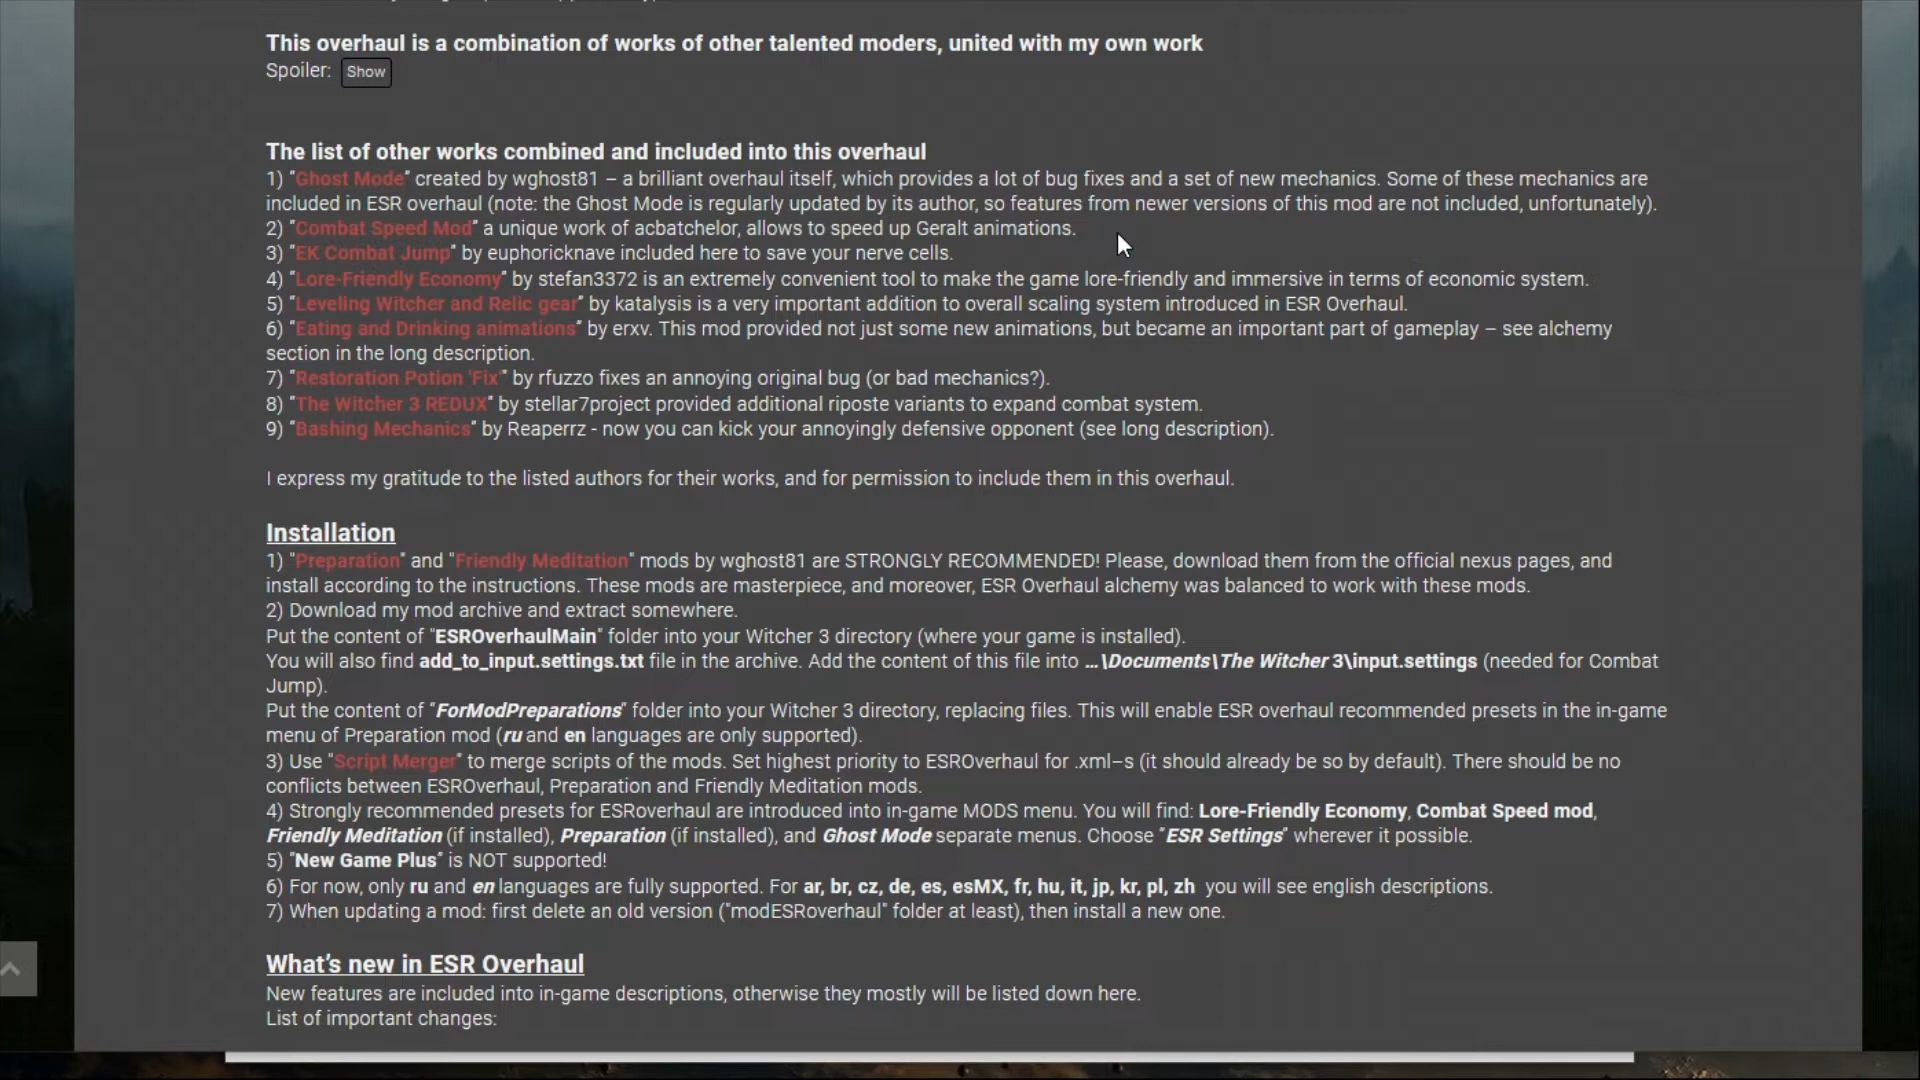 This overhaul is a combination of works of other talented moders, united with my own work
Spoiler: Show
The list of other works combined and included into this overhaul
1) "Ghost Mode" created by wghost81 – a brilliant overhaul itself, which provides a lot of bug fixes and a set of new mechanics. Some of these mechanics are
included in ESR overhaul (note: the Ghost Mode is regularly updated by its author, so features from newer versions of this mod are not included, unfortunately).
2) "Combat Speed Mod" a unique work of acbatchelor, allows to speed up Geralt animations.
3) "EK Combat Jump" by euphoricknave included here to save your nerve cells.
4) "Lore-Friendly Economy" by stefan3372 is an extremely convenient tool to make the game lore-friendly and immersive in terms of economic system.
5) "Leveling Witcher and Relic gear" by katalysis is a very important addition to overall scaling system introduced in ESR Overhaul.
6) "Eating and Drinking animations" by erxv. This mod provided not just some new animations, but became an important part of gameplay – see alchemy
section in the long description.
7) "Restoration Potion 'Fix'" by rfuzzo fixes an annoying original bug (or bad mechanics?).
8) "The Witcher 3 REDUX" by stellar7project provided additional riposte variants to expand combat system.
9) "Bashing Mechanics" by Reaperrz - now you can kick your annoyingly defensive opponent (see long description).
I express my gratitude to the listed authors for their works, and for permission to include them in this overhaul.
Installation
1) "Preparation" and "Friendly Meditation" mods by wghost81 are STRONGLY RECOMMENDED! Please, download them from the official nexus pages, and
install according to the instructions. These mods are masterpiece, and moreover, ESR Overhaul alchemy was balanced to work with these mods.
2) Download my mod archive and extract somewhere.
Put the content of "ESROverhaulMain" folder into your Witcher 3 directory (where your game is installed).
You will also find add_to_input.settings.txt file in the archive. Add the content of this file into ...\Documents\The Witcher 3\input.settings (needed for Combat
Jump).
Put the content of "ForModPreparations" folder into your Witcher 3 directory, replacing files. This will enable ESR overhaul recommended presets in the in-game
menu of Preparation mod (ru and en languages are only supported).
3) Use "Script Merger" to merge scripts of the mods. Set highest priority to ESROverhaul for .xml–s (it should already be so by default). There should be no
conflicts between ESROverhaul, Preparation and Friendly Meditation mods.
4) Strongly recommended presets for ESRoverhaul are introduced into in-game MODS menu. You will find: Lore-Friendly Economy, Combat Speed mod,
Friendly Meditation (if installed), Preparation (if installed), and Ghost Mode separate menus. Choose "ESR Settings" wherever it possible.
5) "New Game Plus" is NOT supported!
6) For now, only ru and en languages are fully supported. For ar, br, cz, de, es, esMX, fr, hu, it, jp, kr, pl, zh you will see english descriptions.
7) When updating a mod: first delete an old version ("modESRoverhaul" folder at least), then install a new one.
What's new in ESR Overhaul
New features are included into in-game descriptions, otherwise they mostly will be listed down here.
List of important changes: